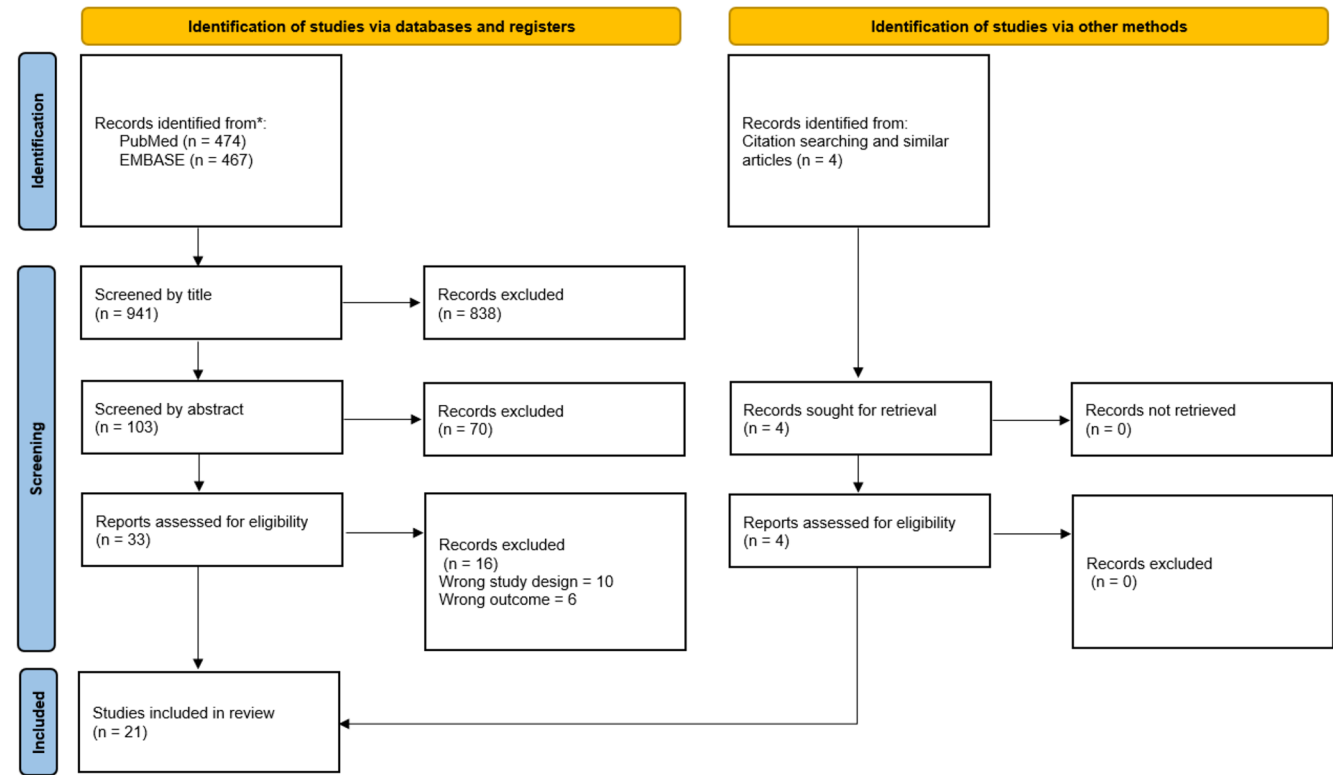 Identification of studies via databases and registers
Identification of studies via other methods
Identification
Records identified from*:
PubMed (n = 474)
EMBASE (n = 467)
Records identified from:
Citation searching and similar
articles (n = 4)
Screening
Screened by title
(n = 941)
Records excluded
(n = 838)
Screened by abstract
(n = 103)
Records excluded
(n = 70)
Records sought for retrieval
(n = 4)
Records not retrieved
(n = 0)
Reports assessed for eligibility
(n = 33)
Records excluded
(n = 16)
Wrong study design = 10
Wrong outcome = 6
Reports assessed for eligibility
(n = 4)
Records excluded
(n = 0)
Included
Studies included in review
(n = 21)